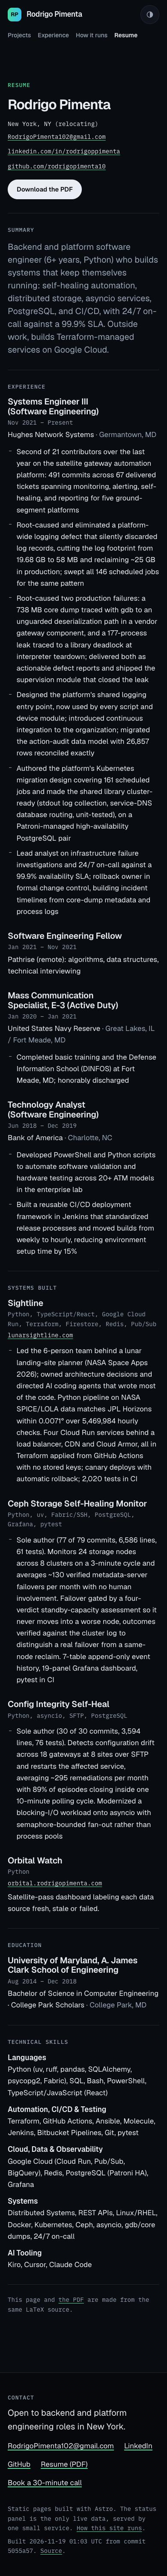 RP Rodrigo Pimenta
Projects Experience How it runs Resume
RESUME
Rodrigo Pimenta
New York, NY (relocating)
RodrigoPimenta102@gmail.com
linkedin.com/in/rodrigoppimenta
github.com/rodrigopimenta10
Download the PDF
SUMMARY
Backend and platform software
engineer (6+ years, Python) who builds
systems that keep themselves
running: self-healing automation,
distributed storage, asyncio services,
PostgreSQL, and CI/CD, with 24/7 on-
call against a 99.9% SLA. Outside
work, builds Terraform-managed
services on Google Cloud.
EXPERIENCE
Systems Engineer III
(Software Engineering)
Nov 2021 – Present
Hughes Network Systems · Germantown, MD
– Second of 21 contributors over the last
year on the satellite gateway automation
platform: 491 commits across 67 delivered
tickets spanning monitoring, alerting, self-
healing, and reporting for five ground-
segment platforms
– Root-caused and eliminated a platform-
wide logging defect that silently discarded
log records, cutting the log footprint from
19.68 GB to 58 MB and reclaiming ~25 GB
in production; swept all 146 scheduled jobs
for the same pattern
– Root-caused two production failures: a
738 MB core dump traced with gdb to an
unguarded deserialization path in a vendor
gateway component, and a 177-process
leak traced to a library deadlock at
interpreter teardown; delivered both as
actionable defect reports and shipped the
supervision module that closed the leak
– Designed the platform's shared logging
entry point, now used by every script and
module, and introduced continuous
integration to the organization; migrated
the action-audit data model with 26,857
rows reconciled exactly
– Authored the platform's Kubernetes
migration design covering 161 scheduled
jobs and made the shared library cluster-
ready (stdout log collection, service-DNS
database routing, unit-tested), on a
Patroni-managed high-availability
PostgreSQL pair
– Lead analyst on infrastructure failure
investigations and 24/7 on-call against a
99.9% availability SLA; rollback owner in
formal change control, building incident
timelines from core-dump metadata and
process logs
Software Engineering Fellow
Jan 2021 – Nov 2021
Pathrise (remote): algorithms, data structures,
technical interviewing
Mass Communication
Specialist, E-3 (Active Duty)
Jan 2020 – Jan 2021
United States Navy Reserve · Great Lakes, IL
/ Fort Meade, MD
– Completed basic training and the Defense
Information School (DINFOS) at Fort
Meade, MD; honorably discharged
Technology Analyst
(Software Engineering)
Jun 2018 – Dec 2019
Bank of America · Charlotte, NC
– Developed PowerShell and Python scripts
to automate software validation and
hardware testing across 20+ ATM models
in the enterprise lab
– Built a reusable CI/CD deployment
framework in Jenkins that standardized
release processes and moved builds from
weekly to hourly, reducing environment
setup time by 15%
SYSTEMS BUILT
Sightline
Python, TypeScript/React, Google Cloud
Run, Terraform, Firestore, Redis, Pub/Sub
lunarsightline.com
– Led the 6-person team behind a lunar
landing-site planner (NASA Space Apps
2026); owned architecture decisions and
directed AI coding agents that wrote most
of the code. Python pipeline on NASA
SPICE/LOLA data matches JPL Horizons
within 0.0071° over 5,469,984 hourly
checks. Four Cloud Run services behind a
load balancer, CDN and Cloud Armor, all in
Terraform applied from GitHub Actions
with no stored keys; canary deploys with
automatic rollback; 2,020 tests in CI
Ceph Storage Self-Healing Monitor
Python, uv, Fabric/SSH, PostgreSQL,
Grafana, pytest
– Sole author (77 of 79 commits, 6,586 lines,
61 tests). Monitors 24 storage nodes
across 8 clusters on a 3-minute cycle and
averages ~130 verified metadata-server
failovers per month with no human
involvement. Failover gated by a four-
verdict standby-capacity assessment so it
never moves into a worse node, outcomes
verified against the cluster log to
distinguish a real failover from a same-
node reclaim. 7-table append-only event
history, 19-panel Grafana dashboard,
pytest in CI
Config Integrity Self-Heal
Python, asyncio, SFTP, PostgreSQL
– Sole author (30 of 30 commits, 3,594
lines, 76 tests). Detects configuration drift
across 18 gateways at 8 sites over SFTP
and restarts the affected service,
averaging ~295 remediations per month
with 89% of episodes closing inside one
10-minute polling cycle. Modernized a
blocking-I/O workload onto asyncio with
semaphore-bounded fan-out rather than
process pools
Orbital Watch
Python
orbital.rodrigopimenta.com
Satellite-pass dashboard labeling each data
source fresh, stale or failed.
EDUCATION
University of Maryland, A. James
Clark School of Engineering
Aug 2014 – Dec 2018
Bachelor of Science in Computer Engineering
· College Park Scholars · College Park, MD
TECHNICAL SKILLS
Languages
Python (uv, ruff, pandas, SQLAlchemy,
psycopg2, Fabric), SQL, Bash, PowerShell,
TypeScript/JavaScript (React)
Automation, CI/CD & Testing
Terraform, GitHub Actions, Ansible, Molecule,
Jenkins, Bitbucket Pipelines, Git, pytest
Cloud, Data & Observability
Google Cloud (Cloud Run, Pub/Sub,
BigQuery), Redis, PostgreSQL (Patroni HA),
Grafana
Systems
Distributed Systems, REST APIs, Linux/RHEL,
Docker, Kubernetes, Ceph, asyncio, gdb/core
dumps, 24/7 on-call
AI Tooling
Kiro, Cursor, Claude Code
This page and the PDF are made from the
same LaTeX source.
CONTACT
Open to backend and platform
engineering roles in New York.
RodrigoPimenta102@gmail.com LinkedIn
GitHub Resume (PDF)
Book a 30-minute call
Static pages built with Astro. The status
panel is the only live data, served by
one small service. How this site runs.
Built 2026-11-19 01:03 UTC from commit
5055a57. Source.